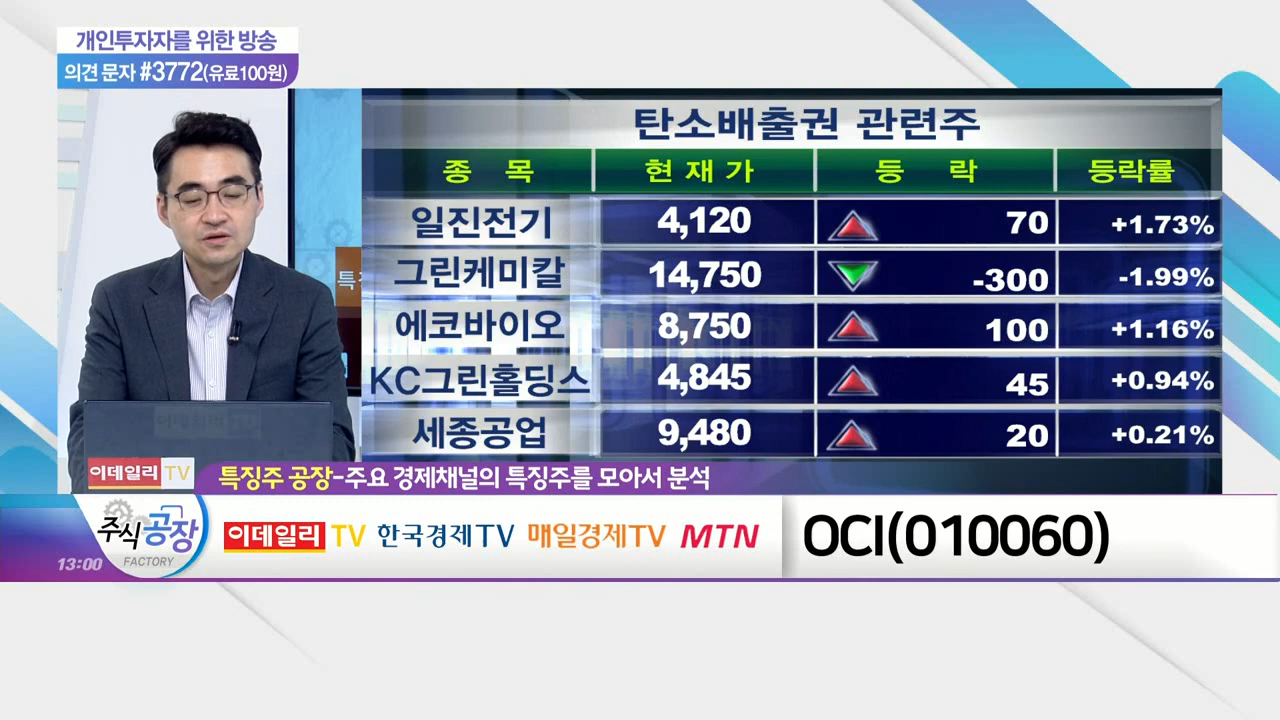 개인투자자를 위한 방송
의견 문자 #3772(유료100원)
탄소배출권 관련주
종 목 현 재 가 등 락 등락률
일진전기 4,120 70 +1.73%
그린케미칼 14,750 -300 -1.99%
에코바이오 8,750 100 +1.16%
KC그린홀딩스 4,845 45 +0.94%
세종공업 9,480 20 +0.21%
특
이데일리 TV 특징주 공장-주요 경제채널의 특징주를 모아서 분석
주식공장 FACTORY
13:00
이데일리 TV 한국경제TV 매일경제TV MTN
OCI(010060)